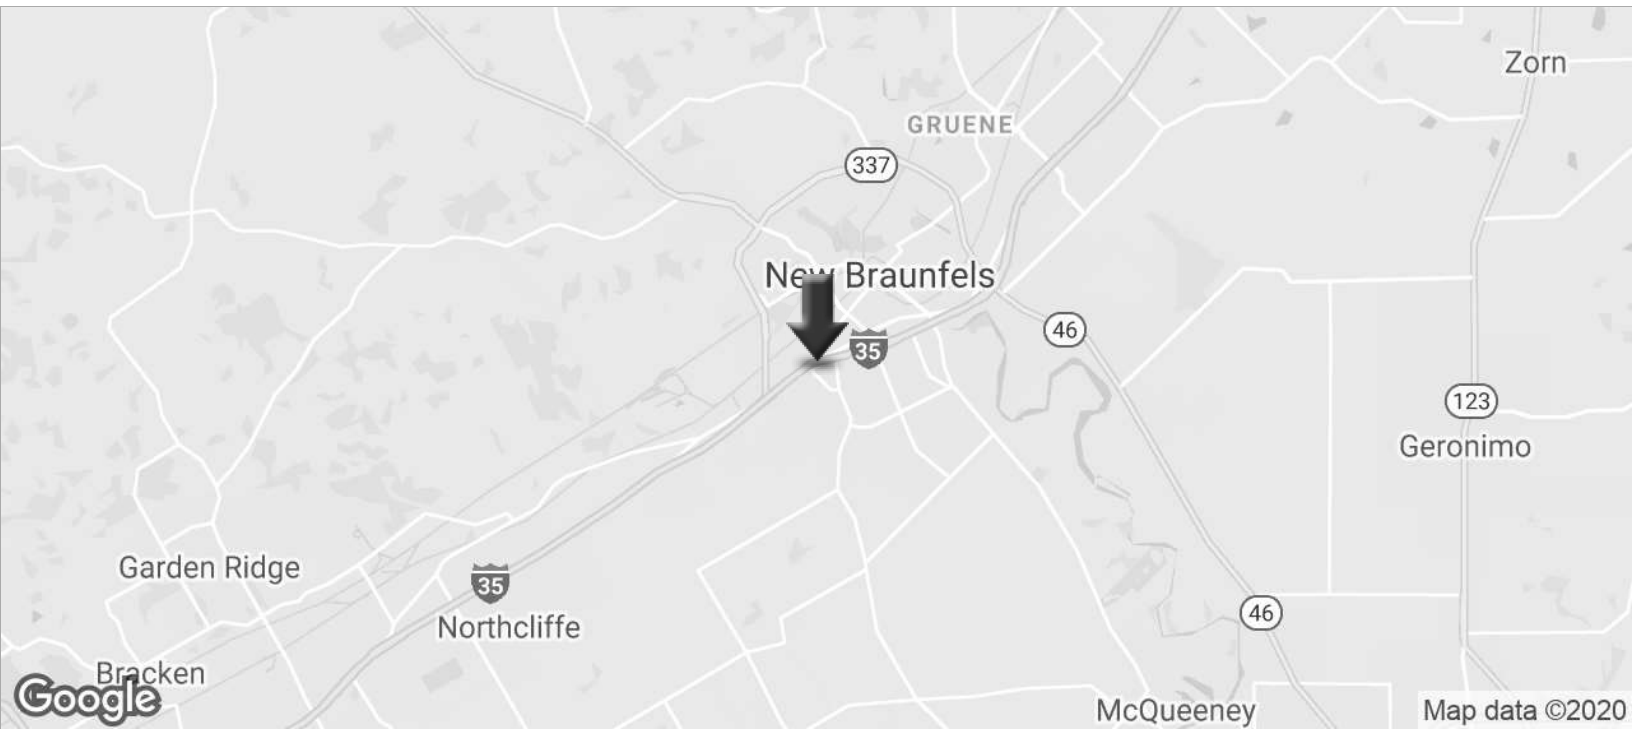 Zorn
GRUENE
337
New Braunfels
46
35
123
Geronimo
Garden Ridge
35
Northcliffe
46
Bracken
Google
McQueeney
Map data ©2020